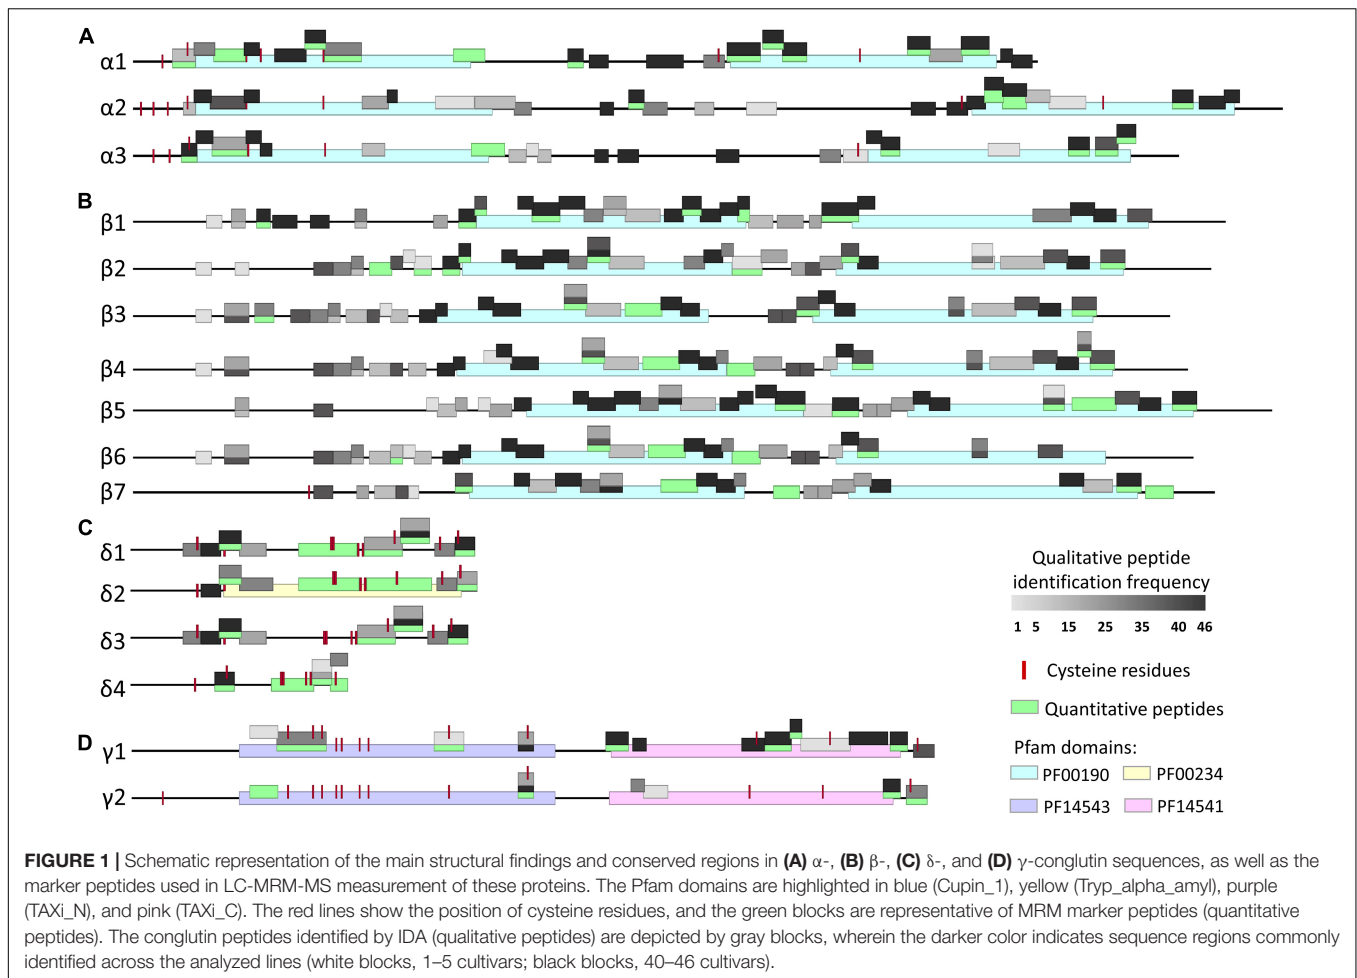 A
α1
α2
α3
B
β1
β2
β3
β4
β5
β6
β7
C
δ1
δ2
δ3
δ4
D
γ1
γ2
Qualitative peptide
identification frequency
1 5 15 25 35 40 46
Cysteine residues
Quantitative peptides
Pfam domains:
PF00190 PF00234
PF14543 PF14541
FIGURE 1 | Schematic representation of the main structural findings and conserved regions in (A) α-, (B) β-, (C) δ-, and (D) γ-conglutin sequences, as well as the
marker peptides used in LC-MRM-MS measurement of these proteins. The Pfam domains are highlighted in blue (Cupin_1), yellow (Tryp_alpha_amyl), purple
(TAXi_N), and pink (TAXi_C). The red lines show the position of cysteine residues, and the green blocks are representative of MRM marker peptides (quantitative
peptides). The conglutin peptides identified by IDA (qualitative peptides) are depicted by gray blocks, wherein the darker color indicates sequence regions commonly
identified across the analyzed lines (white blocks, 1–5 cultivars; black blocks, 40–46 cultivars).